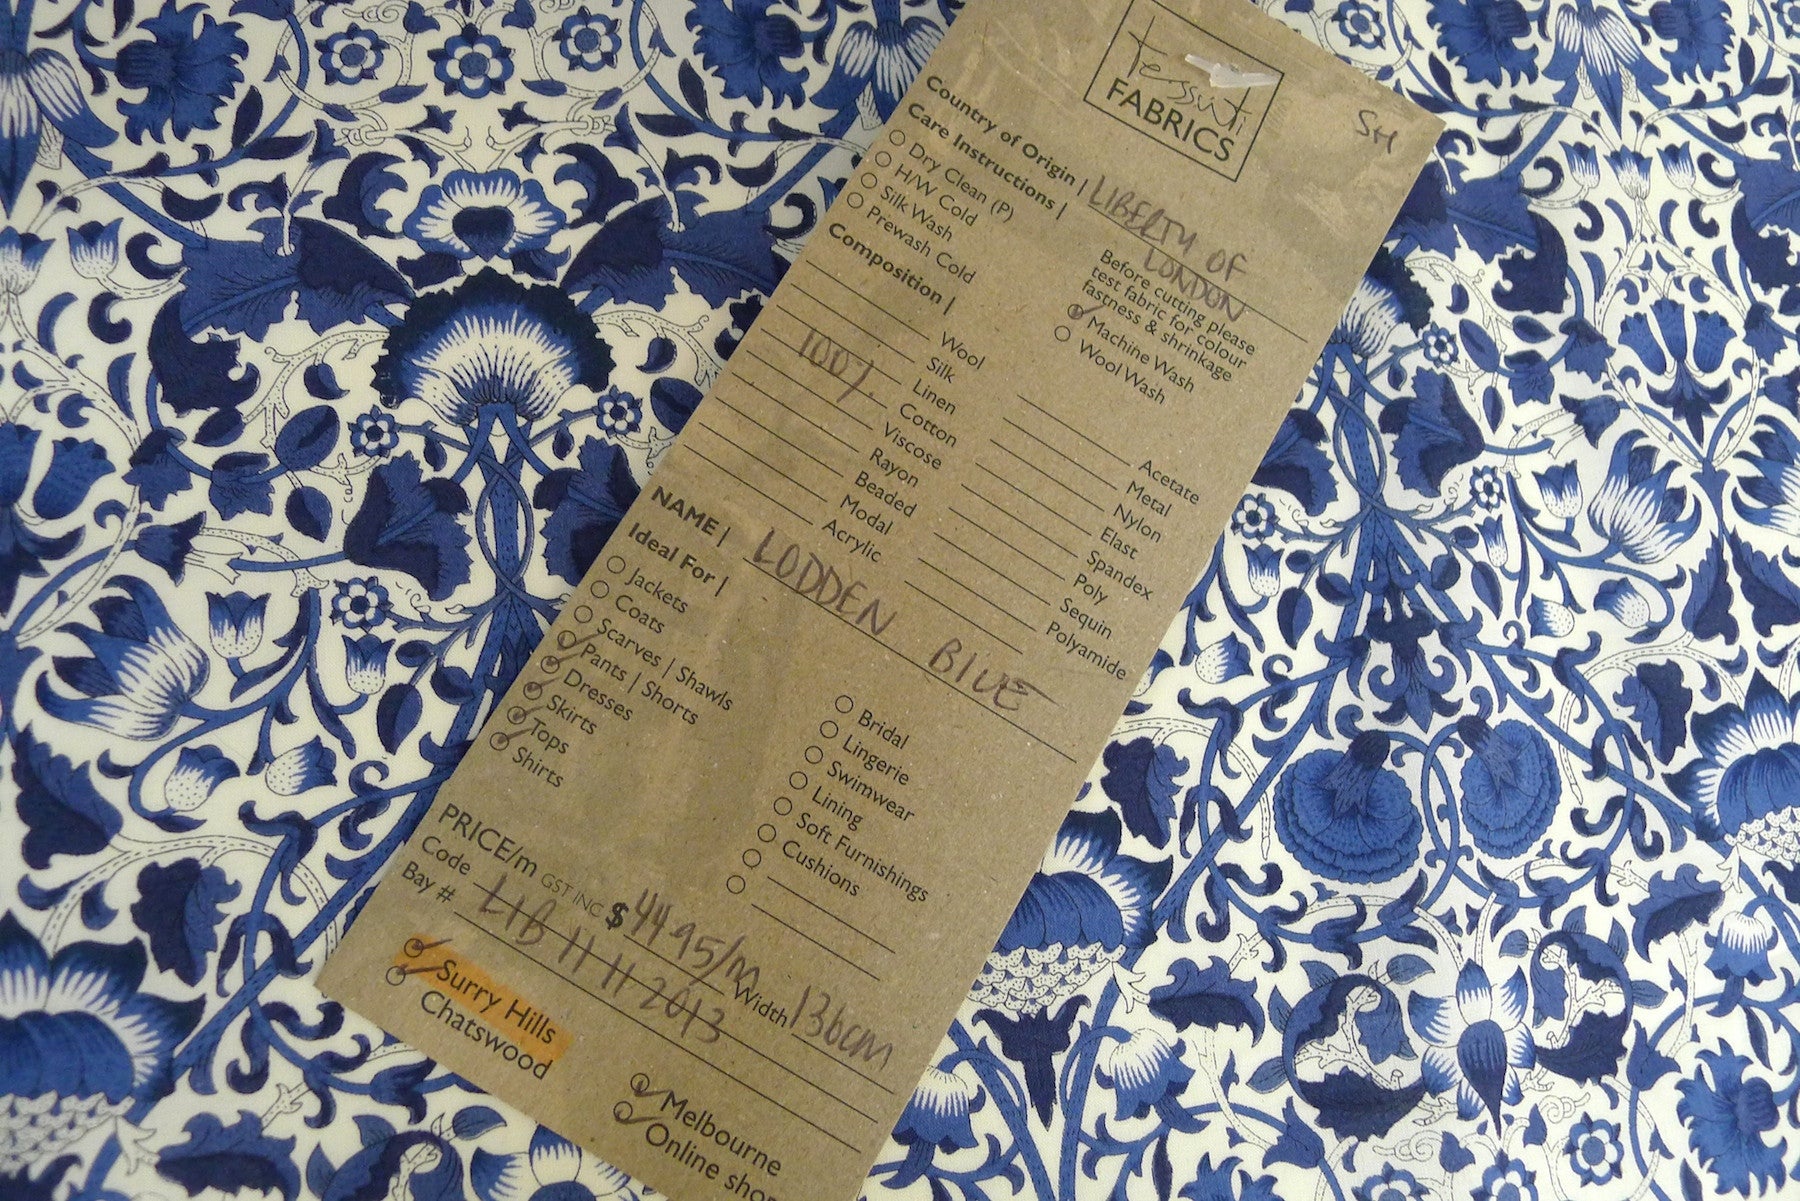 tessuti
FABRICS
SH
Country of Origin | LIBERTY OF
LONDON
Care Instructions |
Dry Clean (P)
H/W Cold
Silk Wash
Prewash Cold
Before cutting please
test fabric for colour
fastness & shrinkage
Machine Wash
Wool Wash
Composition |
Wool
Silk
Linen
100% Cotton
Viscose
Rayon
Beaded
Modal
Acrylic
Acetate
Metal
Nylon
Elast
Spandex
Poly
Sequin
Polyamide
NAME | LODDEN BLUE
Ideal For |
Jackets
Coats
Scarves | Shawls
Pants | Shorts
Dresses
Skirts
Tops
Shirts
Bridal
Lingerie
Swimwear
Lining
Soft Furnishings
Cushions
PRICE/m GST INC $44.95/m Width 136cm
Code LIB 11 11 2013
Bay #
Surry Hills
Chatswood
Melbourne
Online shop